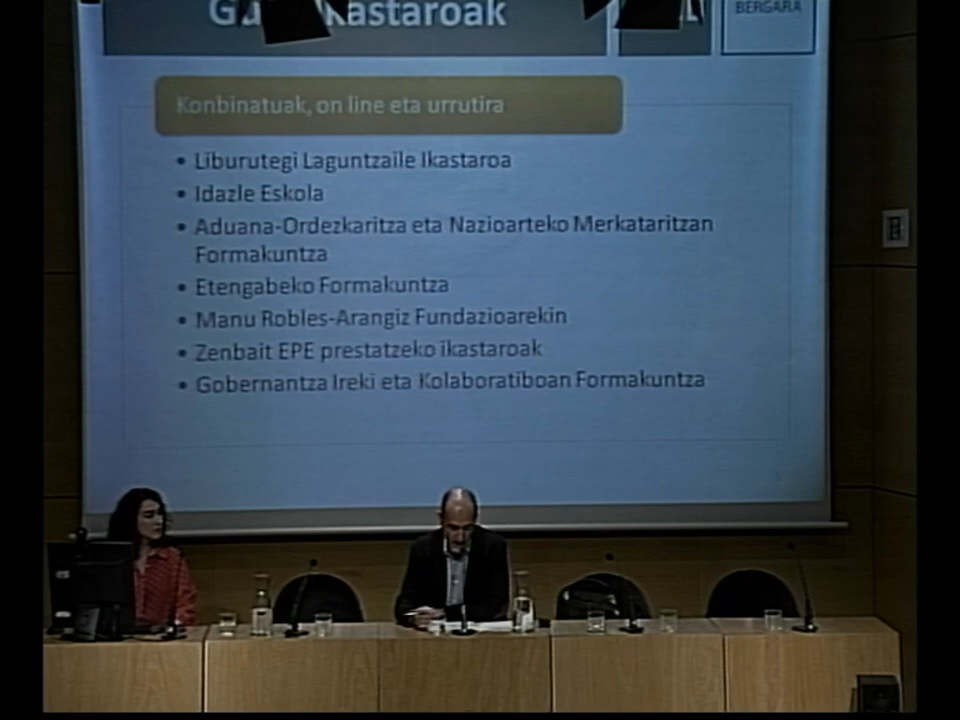 BERGARA
Konbinatuak, on line eta urrutira
• Liburutegi Laguntzaile Ikastaroa
• Idazle Eskola
• Aduana-Ordezkaritza eta Nazioarteko Merkataritzan
Formakuntza
• Etengabeko Formakuntza
• Manu Robles-Arangiz Fundazioarekin
• Zenbait EPE prestatzeko ikastaroak
• Gobernantza Ireki eta Kolaboratiboan Formakuntza